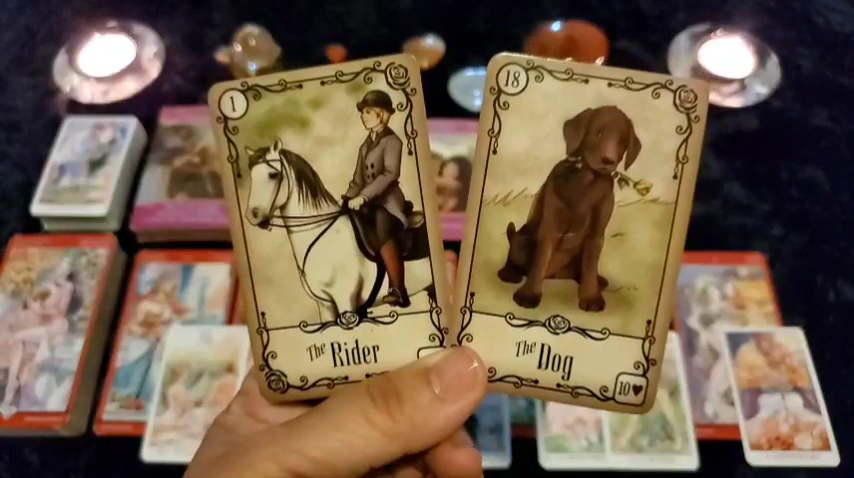 1
The Rider
18
The Dog
10♥